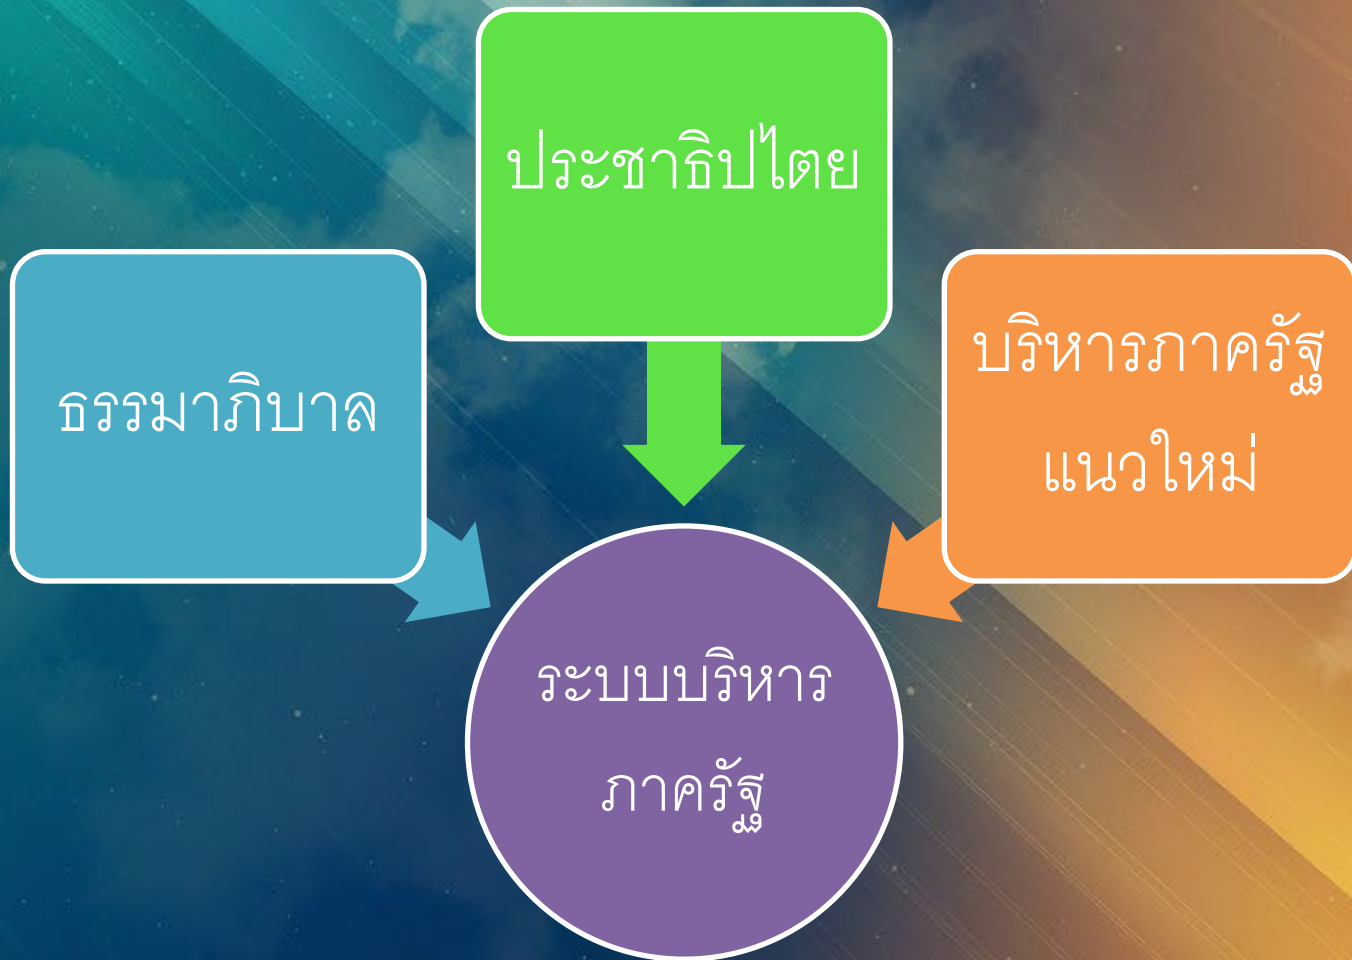 ประชาธิปไตย
ธรรมาภิบาล
บริหารภาครัฐ
แนวใหม่
ระบบบริหาร
ภาครัฐ